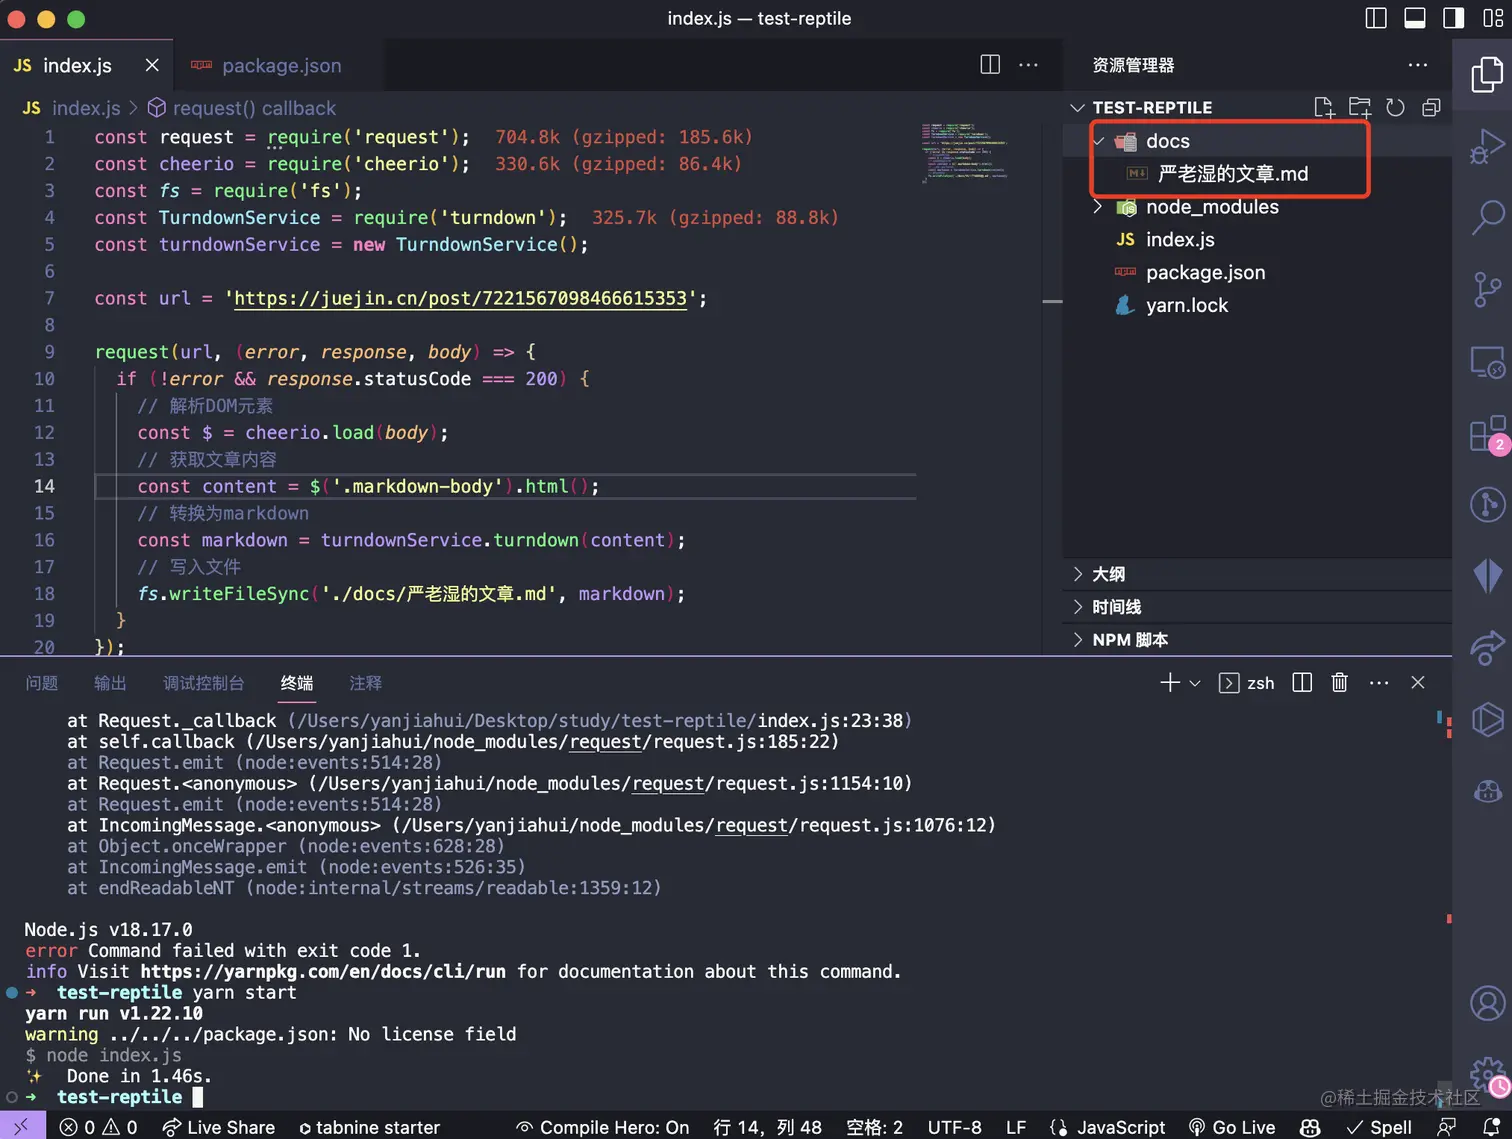 index.js — test-reptile
JS index.js
package.json
资源管理器
JS index.js > request() callback
TEST-REPTILE
docs
严老湿的文章.md
node_modules
JS index.js
package.json
yarn.lock
1 const request = require('request'); 704.8k (gzipped: 185.6k)
2 const cheerio = require('cheerio'); 330.6k (gzipped: 86.4k)
3 const fs = require('fs');
4 const TurndownService = require('turndown'); 325.7k (gzipped: 88.8k)
5 const turndownService = new TurndownService();
6
7 const url = 'https://juejin.cn/post/7221567098466615353';
8
9 request(url, (error, response, body) => {
10 if (!error && response.statusCode === 200) {
11 // 解析DOM元素
12 const $ = cheerio.load(body);
13 // 获取文章内容
14 const content = $('.markdown-body').html();
15 // 转换为markdown
16 const markdown = turndownService.turndown(content);
17 // 写入文件
18 fs.writeFileSync('./docs/严老湿的文章.md', markdown);
19 }
20 });
大纲
时间线
NPM 脚本
2
问题 输出 调试控制台 终端 注释
zsh
at Request._callback (/Users/yanjiahui/Desktop/study/test-reptile/index.js:23:38)
at self.callback (/Users/yanjiahui/node_modules/request/request.js:185:22)
at Request.emit (node:events:514:28)
at Request.<anonymous> (/Users/yanjiahui/node_modules/request/request.js:1154:10)
at Request.emit (node:events:514:28)
at IncomingMessage.<anonymous> (/Users/yanjiahui/node_modules/request/request.js:1076:12)
at Object.onceWrapper (node:events:628:28)
at IncomingMessage.emit (node:events:526:35)
at endReadableNT (node:internal/streams/readable:1359:12)
Node.js v18.17.0
error Command failed with exit code 1.
info Visit https://yarnpkg.com/en/docs/cli/run for documentation about this command.
→ test-reptile yarn start
yarn run v1.22.10
warning ../../../package.json: No license field
$ node index.js
✨ Done in 1.46s.
→ test-reptile
@稀土掘金技术社区
0 0 Live Share tabnine starter Compile Hero: On 行 14，列 48 空格: 2 UTF-8 LF JavaScript Go Live Spell